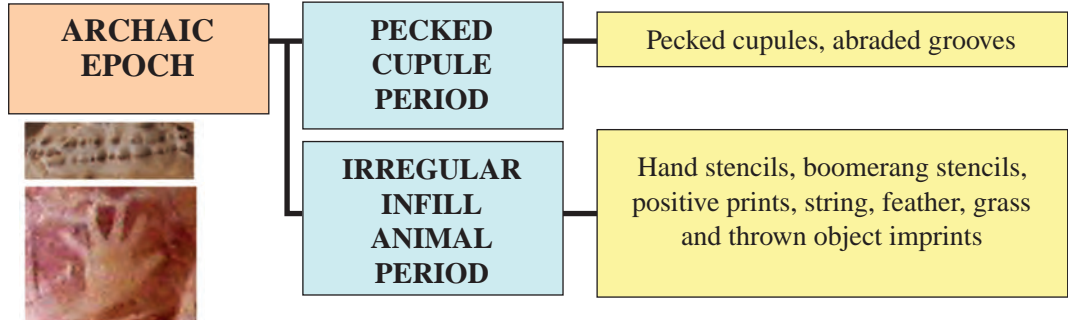 ARCHAIC
EPOCH
PECKED
CUPULE
PERIOD
Pecked cupules, abraded grooves
IRREGULAR
INFILL
ANIMAL
PERIOD
Hand stencils, boomerang stencils,
positive prints, string, feather, grass
and thrown object imprints